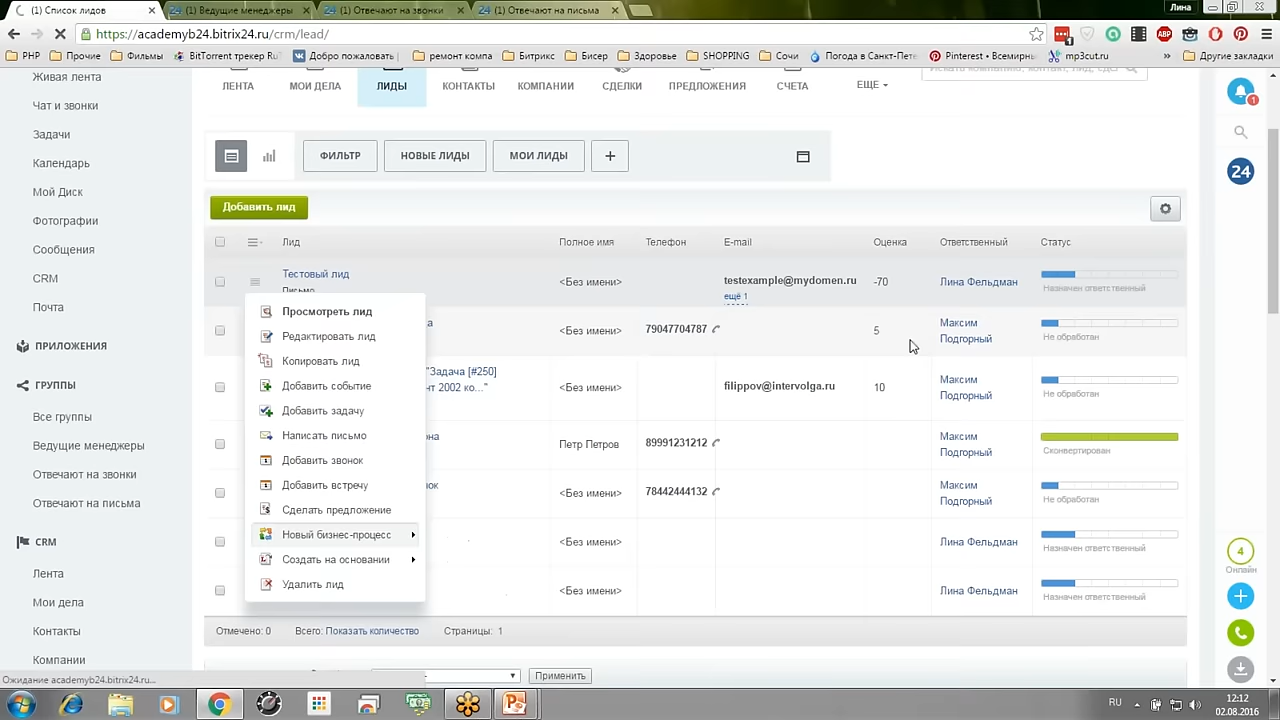 Список лидов
(1) Ведущие менеджеры
(1) Отвечают на звонки
(1) Отвечают на письма
Лина
https://academyb24.bitrix24.ru/crm/lead/
PHP
Прочие
Фильмы
BitTorrent трекер Ru
Добро пожаловать
ремонт компа
Битрикс
Бисер
Здоровье
SHOPPING
Сочи
Погода в Санкт-Пете
Pinterest • Всемирны
mp3cut.ru
»
Другие закладки
Живая лента
Чат и звонки
Задачи
Календарь
Мой Диск
Фотографии
Сообщения
CRM
Почта
ПРИЛОЖЕНИЯ
ГРУППЫ
Все группы
Ведущие менеджеры
Отвечают на звонки
Отвечают на письма
CRM
Лента
Мои дела
Контакты
Компании
ЛЕНТА
МОИ ДЕЛА
ЛИДЫ
КОНТАКТЫ
КОМПАНИИ
СДЕЛКИ
ПРЕДЛОЖЕНИЯ
СЧЕТА
ЕЩЕ
ФИЛЬТР
НОВЫЕ ЛИДЫ
МОИ ЛИДЫ
+
Добавить лид
Лид
Полное имя
Телефон
E-mail
Оценка
Ответственный
Статус
Тестовый лид
Письмо
<Без имени>
testexample@mydomen.ru
ещё 1
-70
Лина Фельдман
Назначен ответственный
а
<Без имени>
79047704787
5
Максим
Подгорный
Не обработан
"Задача [#250]
нт 2002 ко..."
<Без имени>
filippov@intervolga.ru
10
Максим
Подгорный
Не обработан
она
Петр Петров
89991231212
Максим
Подгорный
Сконвертирован
нок
<Без имени>
78442444132
Максим
Подгорный
Не обработан
<Без имени>
Лина Фельдман
Назначен ответственный
<Без имени>
Лина Фельдман
Назначен ответственный
Просмотреть лид
Редактировать лид
Копировать лид
Добавить событие
Добавить задачу
Написать письмо
Добавить звонок
Добавить встречу
Сделать предложение
Новый бизнес-процесс
Создать на основании
Удалить лид
Отмечено: 0
Всего: Показать количество
Страницы: 1
Применить
1
24
4
Онлайн
Ожидание academyb24.bitrix24.ru...
RU
12:12
02.08.2016